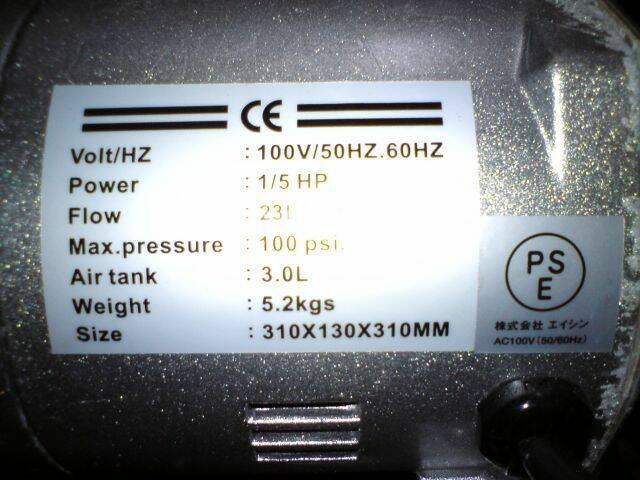 CE
Volt/HZ : 100V/50HZ.60HZ
Power : 1/5 HP
Flow : 23l
Max.pressure : 100 psi.
Air tank : 3.0L
Weight : 5.2kgs
Size : 310X130X310MM
PS
E
株式会社 エイシン
AC100V(50/60Hz)